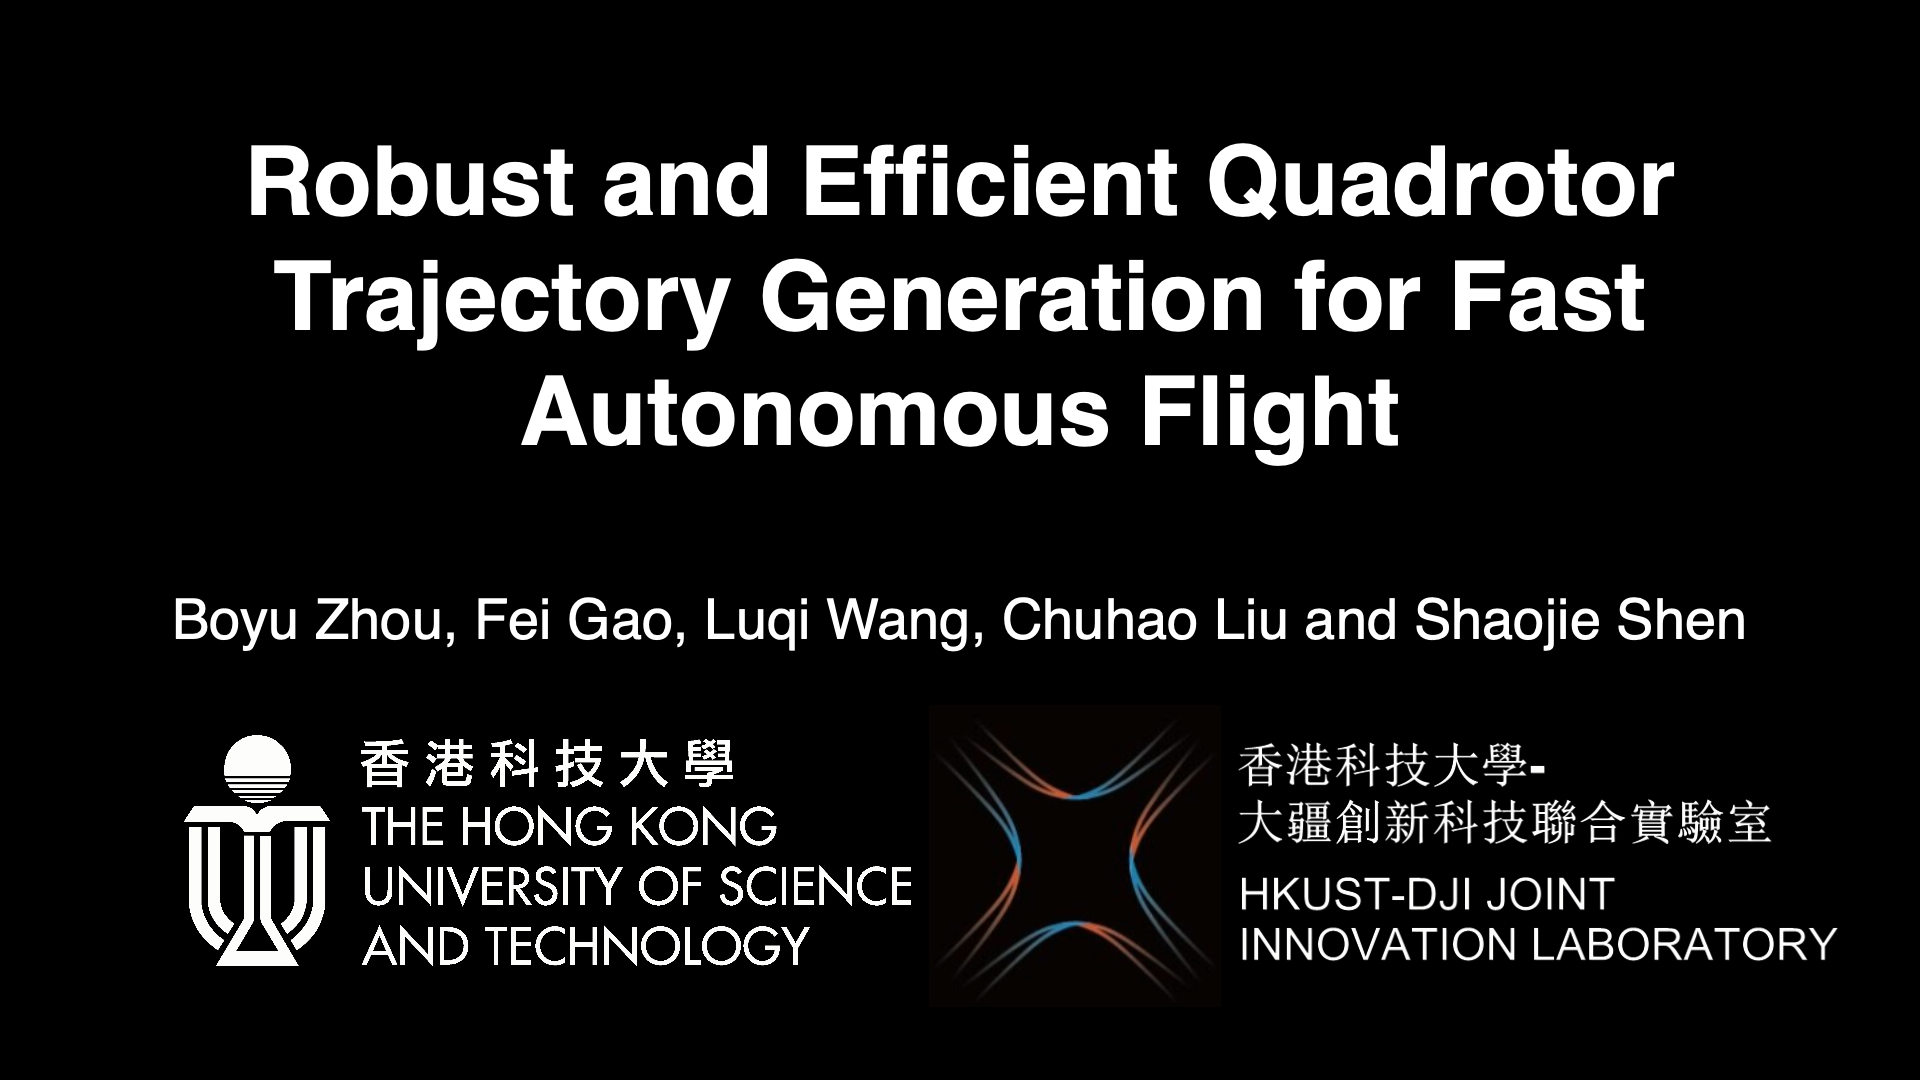 Robust and Efficient Quadrotor
Trajectory Generation for Fast
Autonomous Flight
Boyu Zhou, Fei Gao, Luqi Wang, Chuhao Liu and Shaojie Shen
香港科技大學
THE HONG KONG
UNIVERSITY OF SCIENCE
AND TECHNOLOGY
香港科技大學-
大疆創新科技聯合實驗室
HKUST-DJI JOINT
INNOVATION LABORATORY